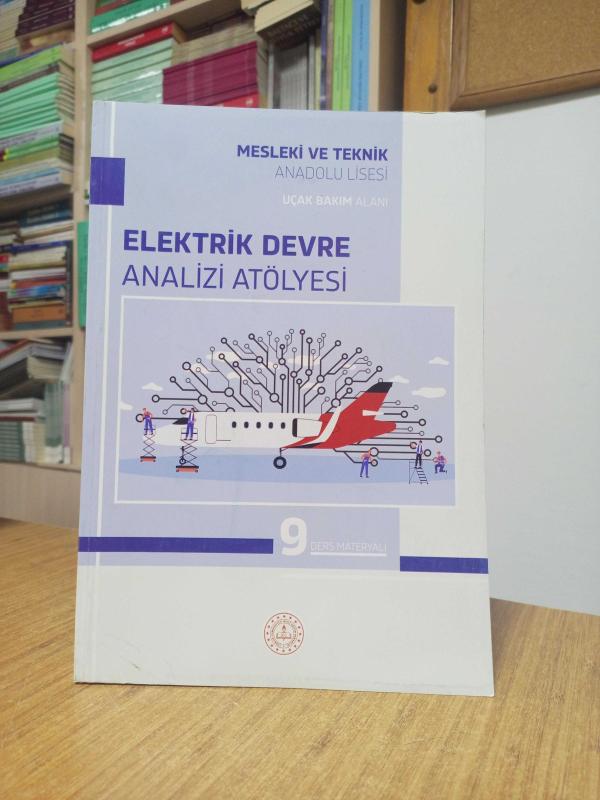 MESLEKİ VE TEKNİK
ANADOLU LİSESİ
UÇAK BAKIM ALANI
ELEKTRİK DEVRE
ANALİZİ ATÖLYESİ
9
DERS MATERYALİ